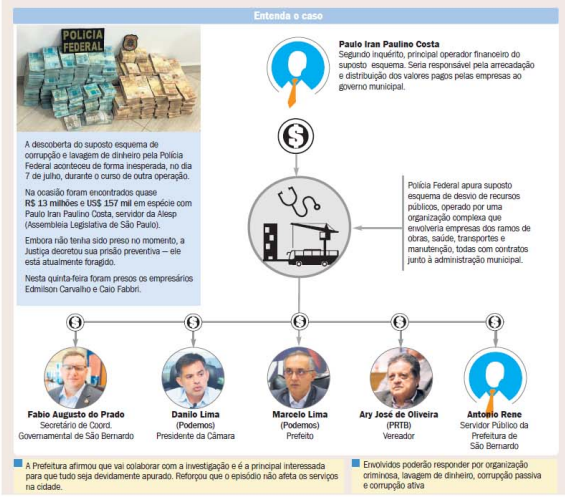 Entenda o caso
POLÍCIA
FEDERAL
A descoberta do suposto esquema de
corrupção e lavagem de dinheiro pela Polícia
Federal aconteceu de forma inesperada, no dia
7 de julho, durante o curso de outra operação.
Na ocasião foram encontrados quase
R$ 13 milhões e US$ 157 mil em espécie com
Paulo Iran Paulino Costa, servidor da Alesp
(Assembleia Legislativa de São Paulo).
Embora não tenha sido preso no momento, a
Justiça decretou sua prisão preventiva — ele
está atualmente foragido.
Nesta quinta-feira foram presos os empresários
Edmilson Carvalho e Caio Fabbri.
Paulo Iran Paulino Costa
Segundo inquérito, principal operador financeiro do
suposto esquema. Seria responsável pela arrecadação
e distribuição dos valores pagos pelas empresas ao
governo municipal.
$
Polícia Federal apura suposto
esquema de desvio de recursos
públicos, operado por uma
organização complexa que
envolveria empresas dos ramos de
obras, saúde, transportes e
manutenção, todas com contratos
junto à administração municipal.
$ $ $ $ $
Fabio Augusto do Prado
Secretário de Coord.
Governamental de São Bernardo
Danilo Lima
(Podemos)
Presidente da Câmara
Marcelo Lima
(Podemos)
Prefeito
Ary José de Oliveira
(PRTB)
Vereador
Antonio Rene
Servidor Público da
Prefeitura de
São Bernardo
A Prefeitura afirmou que vai colaborar com a investigação e é a principal interessada
para que tudo seja devidamente apurado. Reforçou que o episódio não afeta os serviços
na cidade.
Envolvidos poderão responder por organização
criminosa, lavagem de dinheiro, corrupção passiva
e corrupção ativa